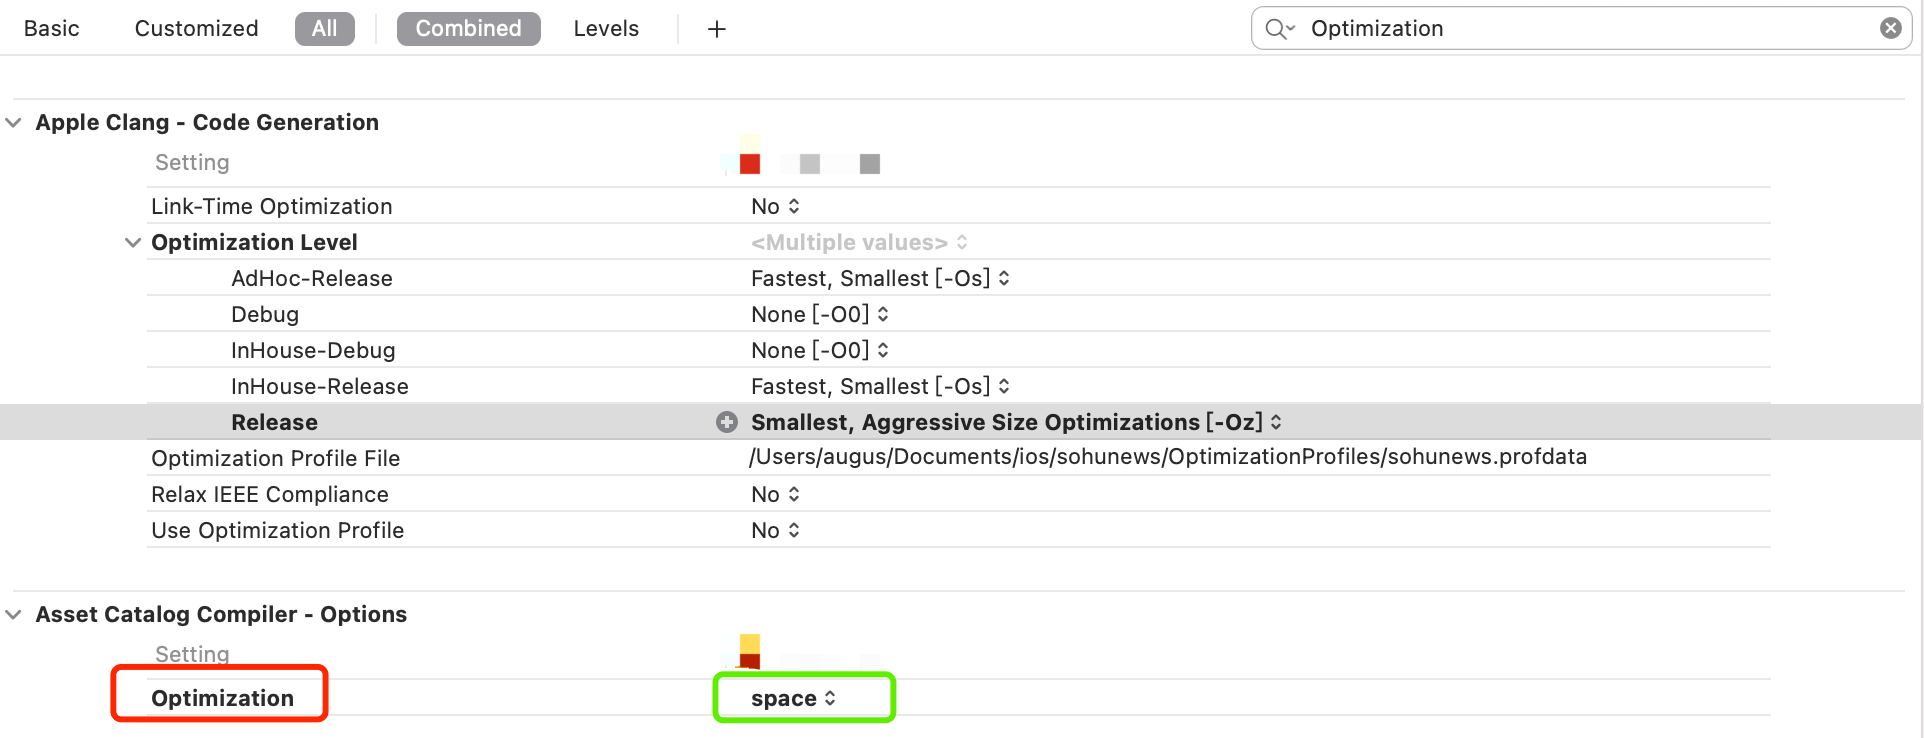 Basic Customized All Combined Levels + Optimization
Apple Clang - Code Generation
Setting
Link-Time Optimization No
Optimization Level <Multiple values>
AdHoc-Release Fastest, Smallest [-Os]
Debug None [-O0]
InHouse-Debug None [-O0]
InHouse-Release Fastest, Smallest [-Os]
Release Smallest, Aggressive Size Optimizations [-Oz]
Optimization Profile File /Users/augus/Documents/ios/sohunews/OptimizationProfiles/sohunews.profdata
Relax IEEE Compliance No
Use Optimization Profile No
Asset Catalog Compiler - Options
Setting
Optimization space